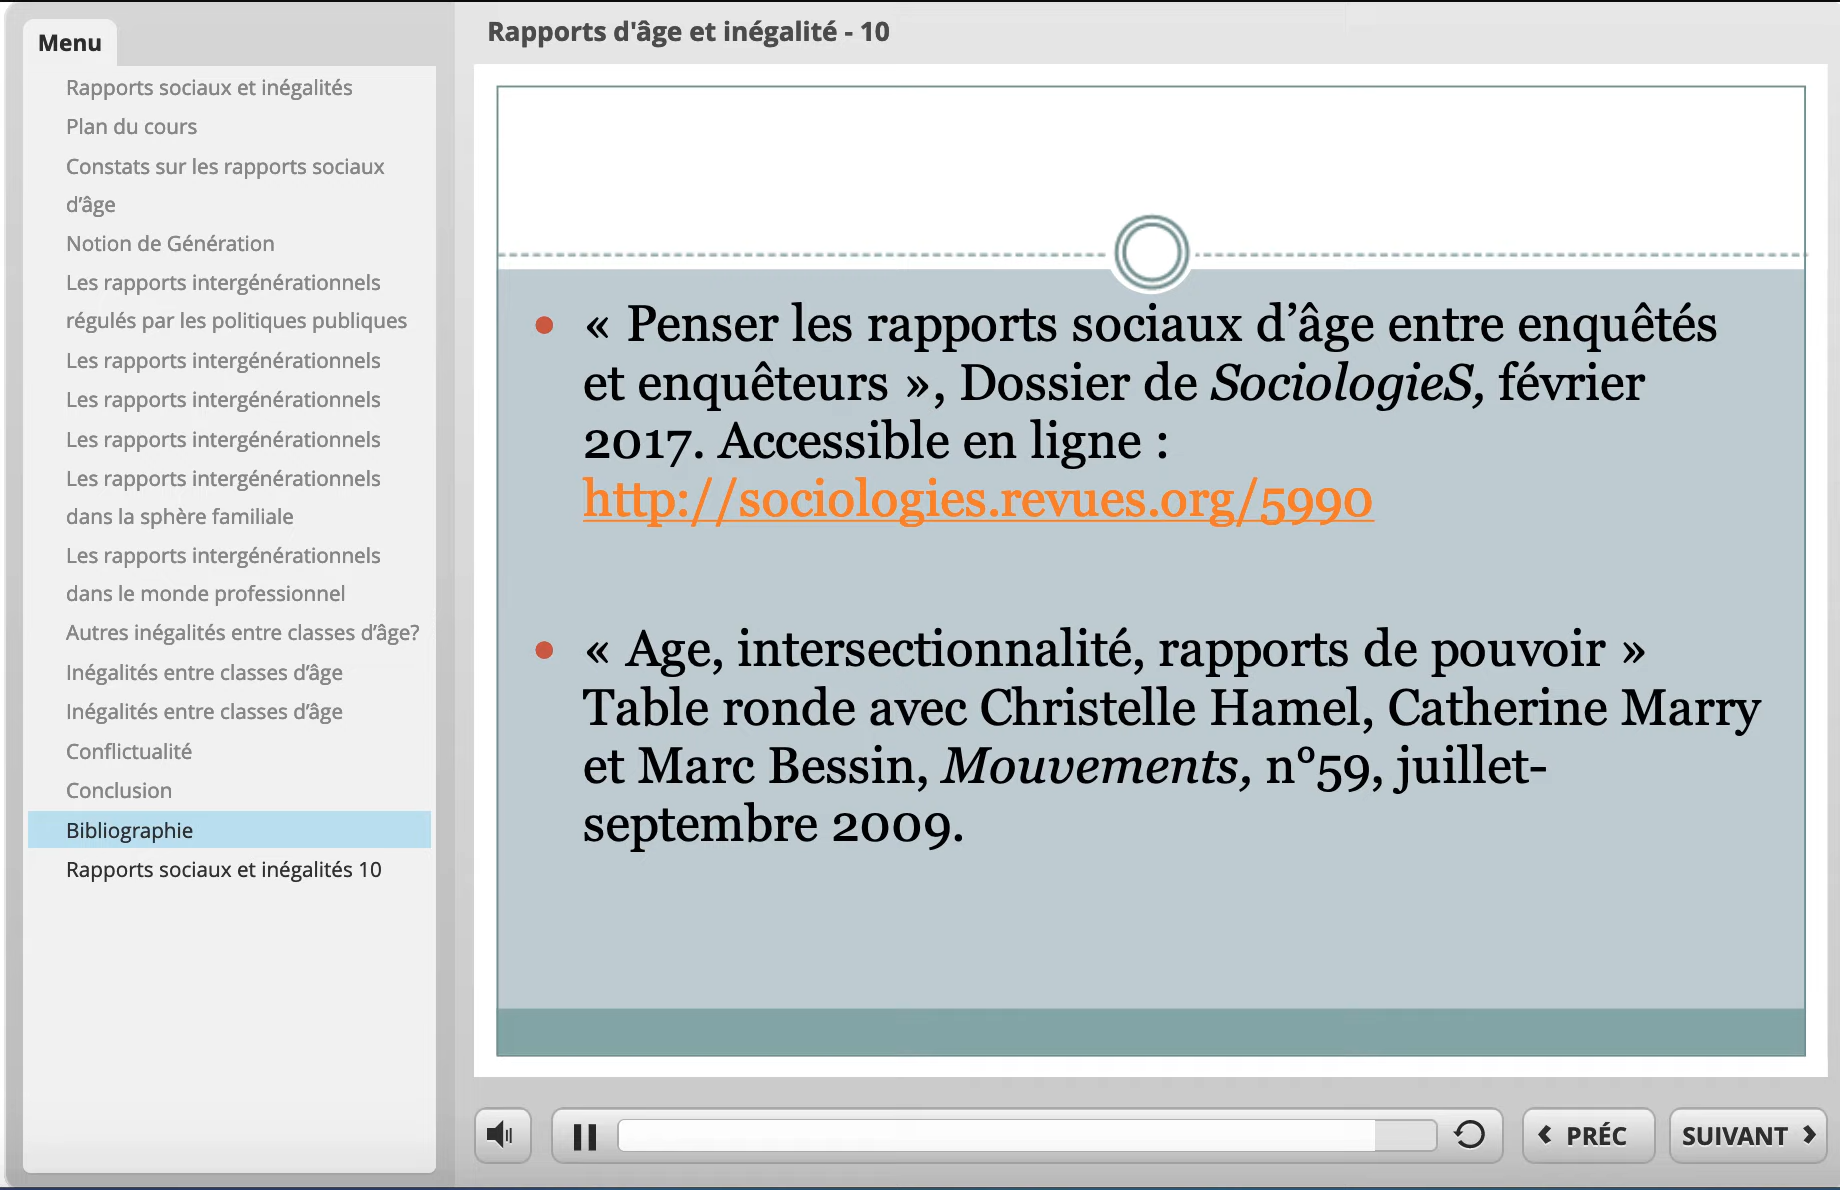 Menu
Rapports sociaux et inégalités
Plan du cours
Constats sur les rapports sociaux
d’âge
Notion de Génération
Les rapports intergénérationnels
régulés par les politiques publiques
Les rapports intergénérationnels
Les rapports intergénérationnels
Les rapports intergénérationnels
Les rapports intergénérationnels
dans la sphère familiale
Les rapports intergénérationnels
dans le monde professionnel
Autres inégalités entre classes d’âge?
Inégalités entre classes d’âge
Inégalités entre classes d’âge
Conflictualité
Conclusion
Bibliographie
Rapports sociaux et inégalités 10
Rapports d'âge et inégalité - 10
• « Penser les rapports sociaux d’âge entre enquêtés
et enquêteurs », Dossier de SociologieS, février
2017. Accessible en ligne :
http://sociologies.revues.org/5990
• « Age, intersectionnalité, rapports de pouvoir »
Table ronde avec Christelle Hamel, Catherine Marry
et Marc Bessin, Mouvements, n°59, juillet-
septembre 2009.
PRÉC
SUIVANT